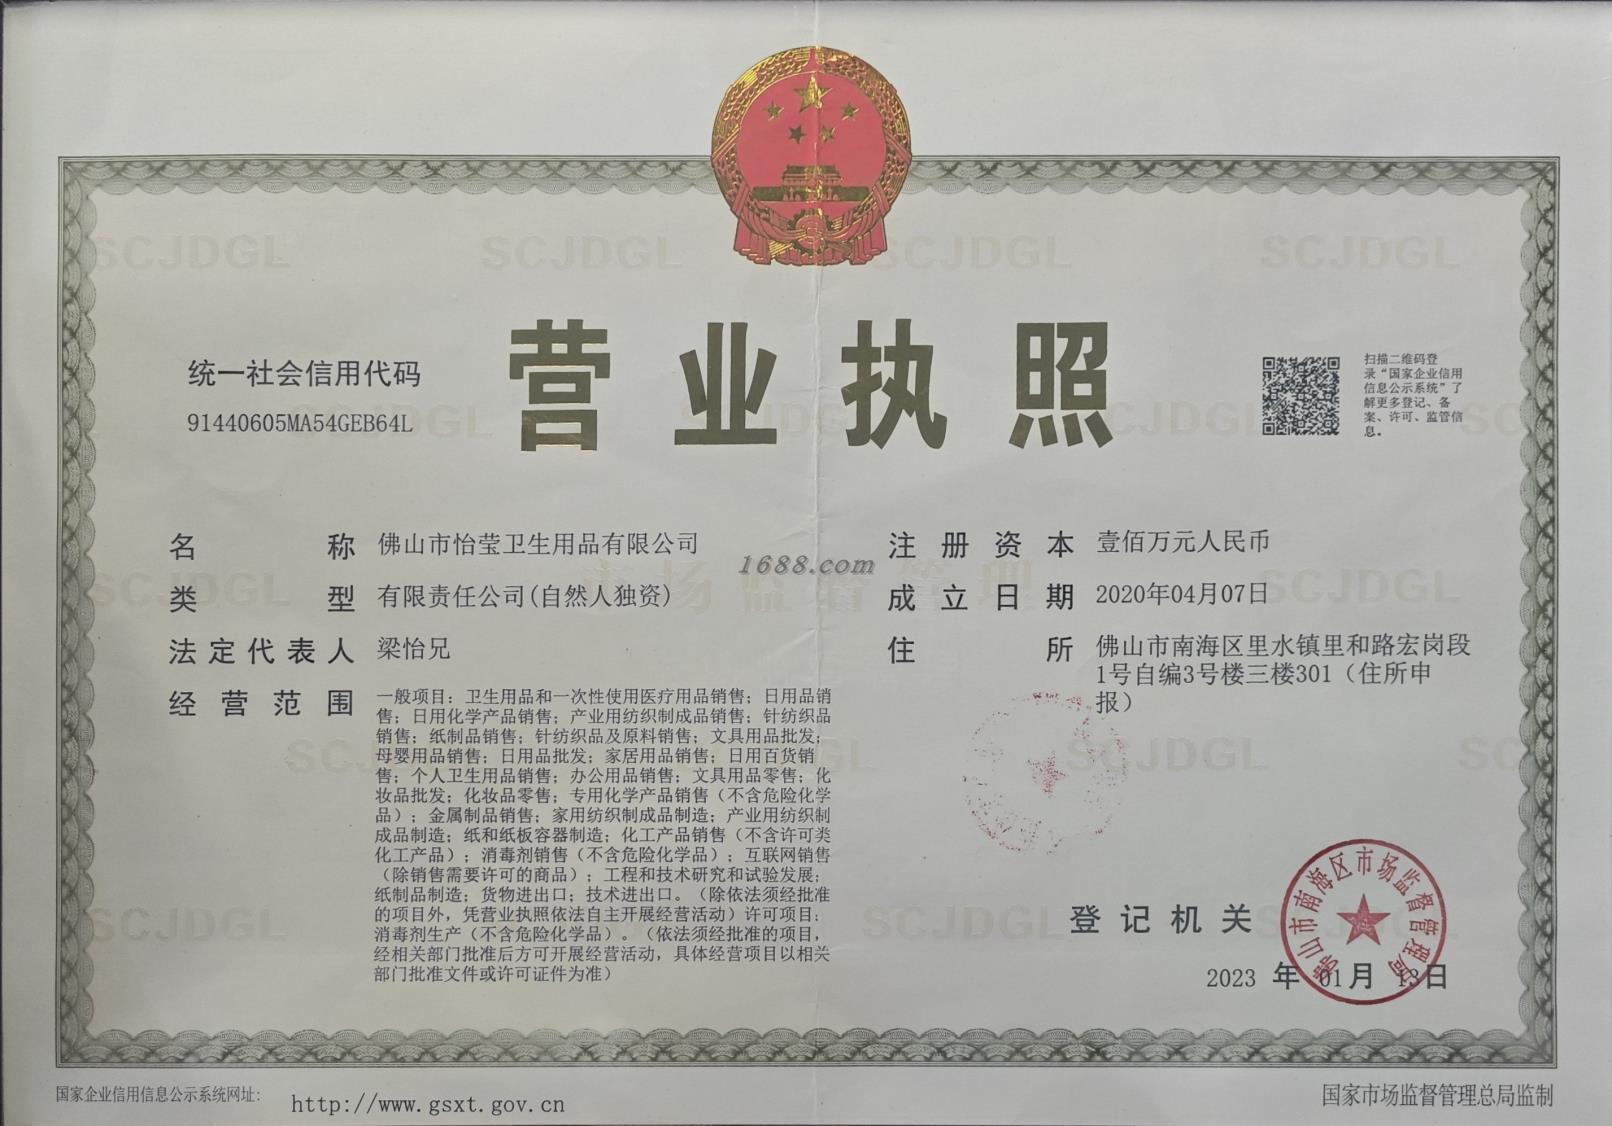 统一社会信用代码
91440605MA54GEB64L
营业执照
扫描二维码登
录“国家企业信用
信息公示系统”了
解更多登记、备
案、许可、监管信
息。
名称 佛山市怡莹卫生用品有限公司
类型 有限责任公司(自然人独资)
法定代表人 梁怡兄
经营范围 一般项目：卫生用品和一次性使用医疗用品销售；日用品销
售；日用化学产品销售；产业用纺织制成品销售；针纺织品
销售；纸制品销售；针纺织品及原料销售；文具用品批发；
母婴用品销售；日用品批发；家居用品销售；日用百货销
售；个人卫生用品销售；办公用品销售；文具用品零售；化
妆品批发；化妆品零售；专用化学产品销售（不含危险化学
品）；金属制品销售；家用纺织制成品制造；产业用纺织制
成品制造；纸和纸板容器制造；化工产品销售（不含许可类
化工产品）；消毒剂销售（不含危险化学品）；互联网销售
（除销售需要许可的商品）；工程和技术研究和试验发展；
纸制品制造；货物进出口；技术进出口。（除依法须经批准
的项目外，凭营业执照依法自主开展经营活动）许可项目：
消毒剂生产（不含危险化学品）。（依法须经批准的项目，
经相关部门批准后方可开展经营活动，具体经营项目以相关
部门批准文件或许可证件为准）
注册资本 壹佰万元人民币
成立日期 2020年04月07日
住所 佛山市南海区里水镇里和路宏岗段
1号自编3号楼三楼301（住所申
报）
1688.com
登记机关
佛山市南海区市场监督管理局
2023 年 01月 13日
国家企业信用信息公示系统网址：
http://www.gsxt.gov.cn
国家市场监督管理总局监制
SCJDGL
市场监督管理